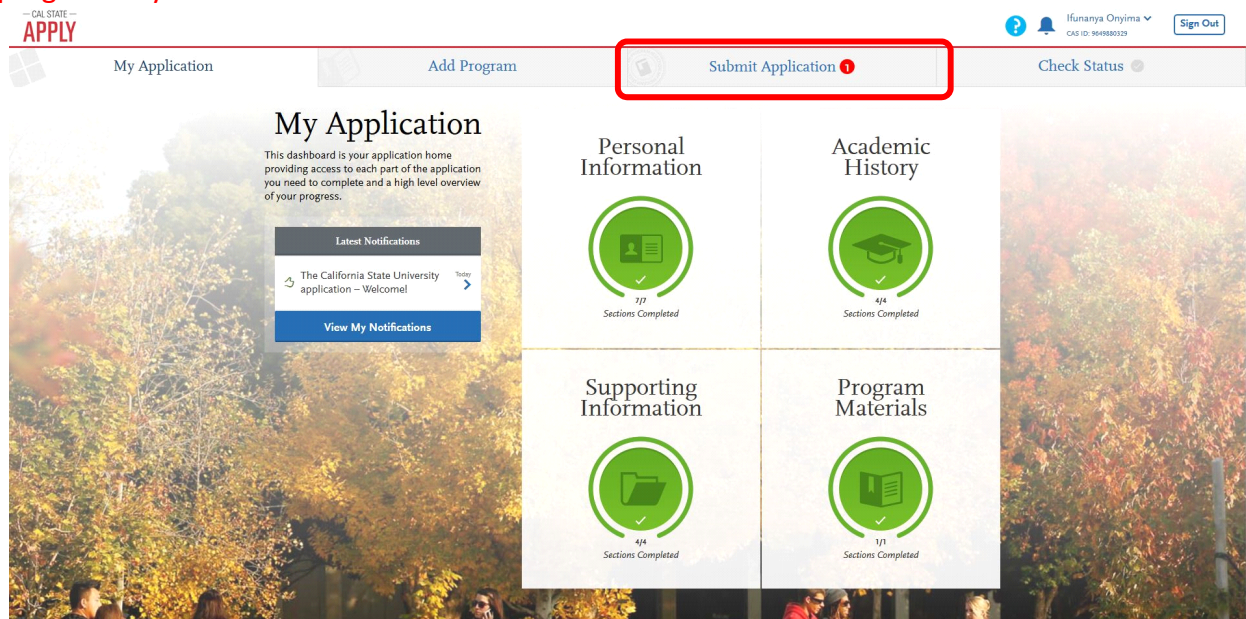 — CAL STATE —
APPLY
Ifunanya Onyima
CAS ID: 9649880329
Sign Out
My Application
Add Program
Submit Application 1
Check Status
My Application
This dashboard is your application home
providing access to each part of the application
you need to complete and a high level overview
of your progress.
Latest Notifications
The California State University
application – Welcome!
Today
View My Notifications
Personal
Information
7/7
Sections Completed
Academic
History
4/4
Sections Completed
Supporting
Information
4/4
Sections Completed
Program
Materials
1/1
Sections Completed